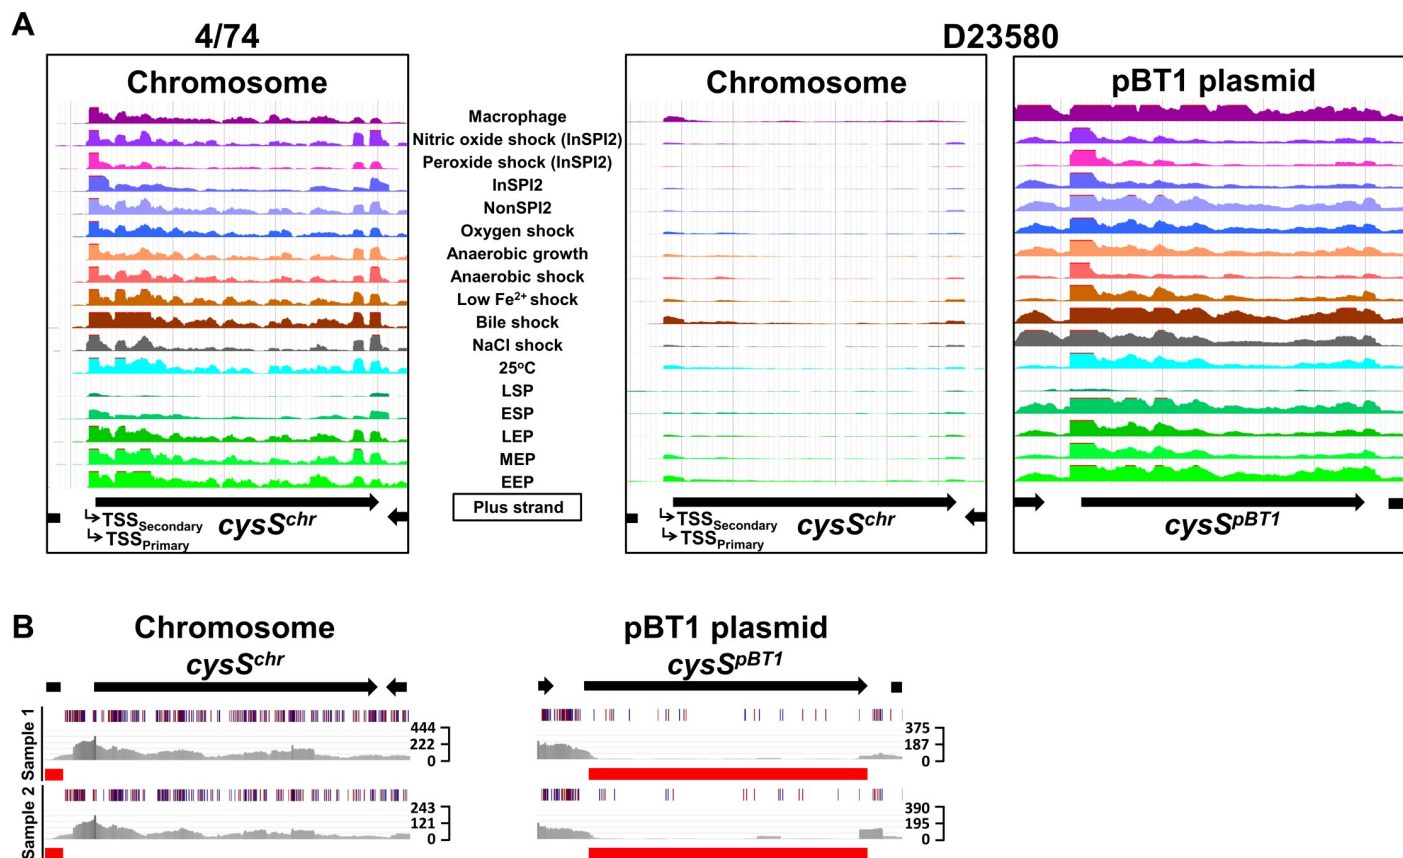 A
4/74
D23580
Chromosome
Chromosome
pBT1 plasmid
Macrophage
Nitric oxide shock (InSPI2)
Peroxide shock (InSPI2)
InSPI2
NonSPI2
Oxygen shock
Anaerobic growth
Anaerobic shock
Low Fe²⁺ shock
Bile shock
NaCl shock
25ºC
LSP
ESP
LEP
MEP
EEP
Plus strand
TSSSecondary
TSSPrimary
cysSchr
TSSSecondary
TSSPrimary
cysSchr
cysSpBT1
B
Chromosome
cysSchr
pBT1 plasmid
cysSpBT1
Sample 1
444
222
0
375
187
0
Sample 2
243
121
0
390
195
0